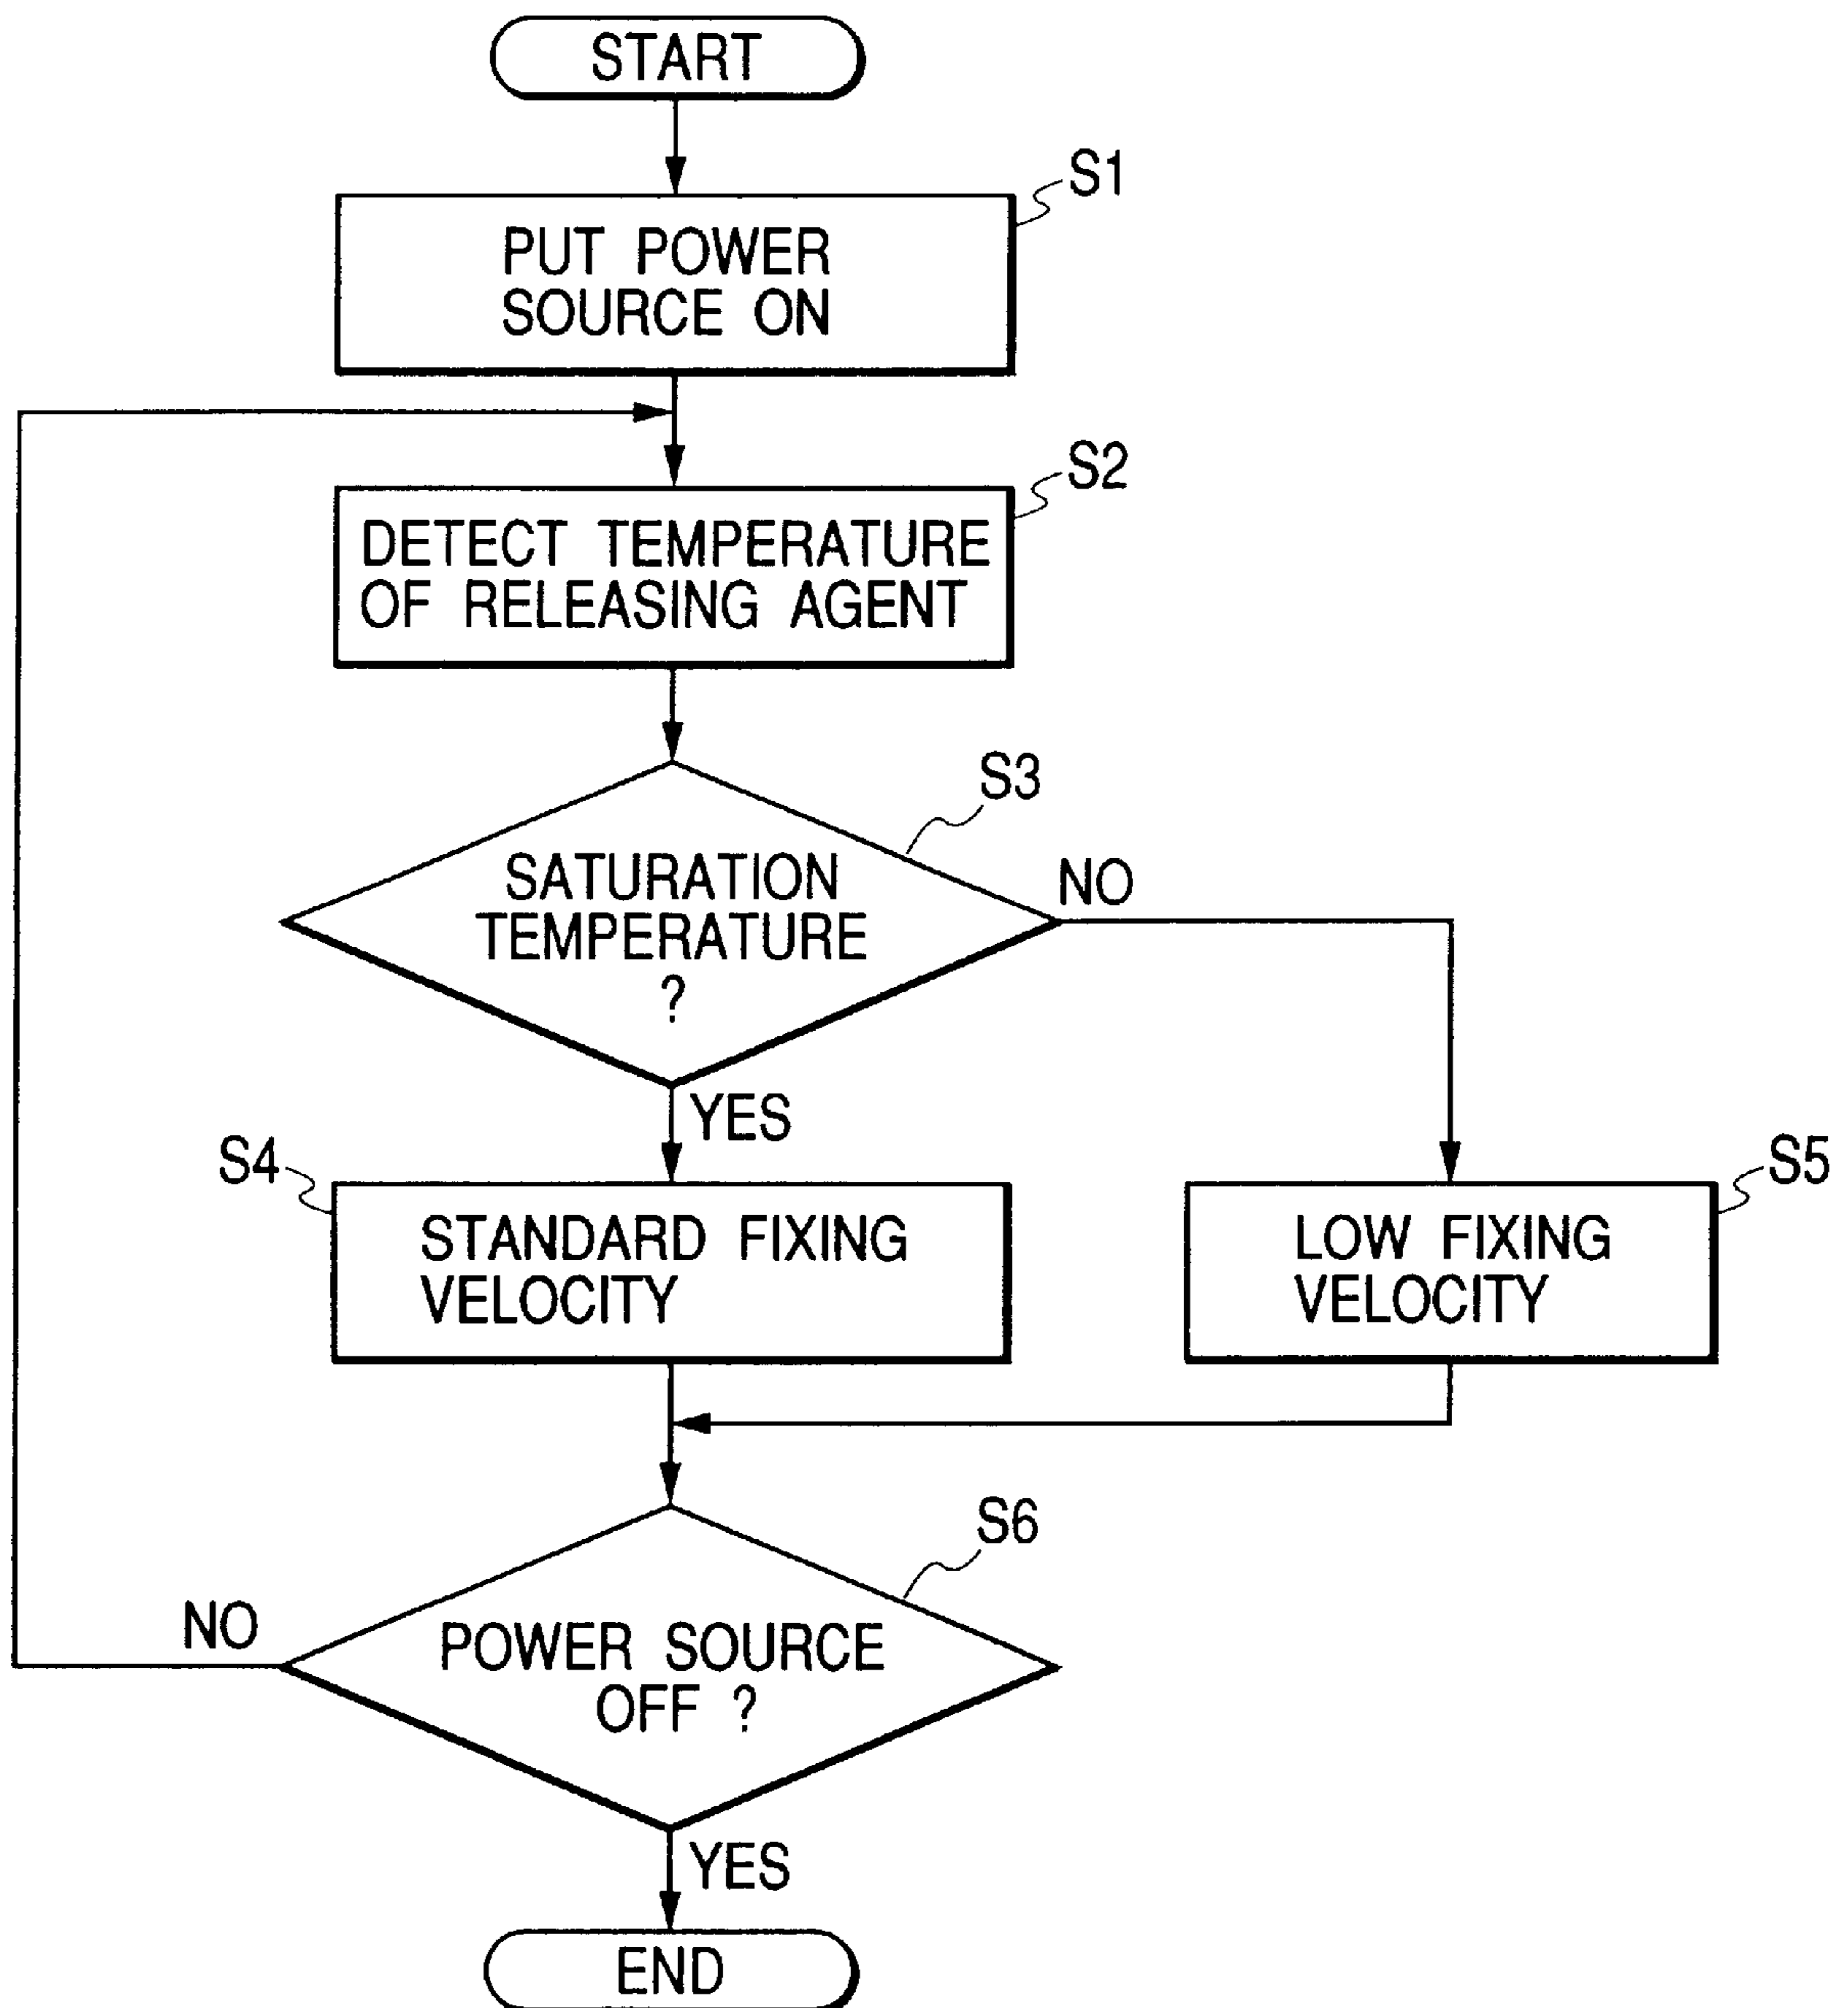 START
S1
PUT POWER
SOURCE ON
S2
DETECT TEMPERATURE
OF RELEASING AGENT
S3
SATURATION
TEMPERATURE
?
NO
YES
S4
STANDARD FIXING
VELOCITY
S5
LOW FIXING
VELOCITY
S6
POWER SOURCE
OFF ?
NO
YES
END